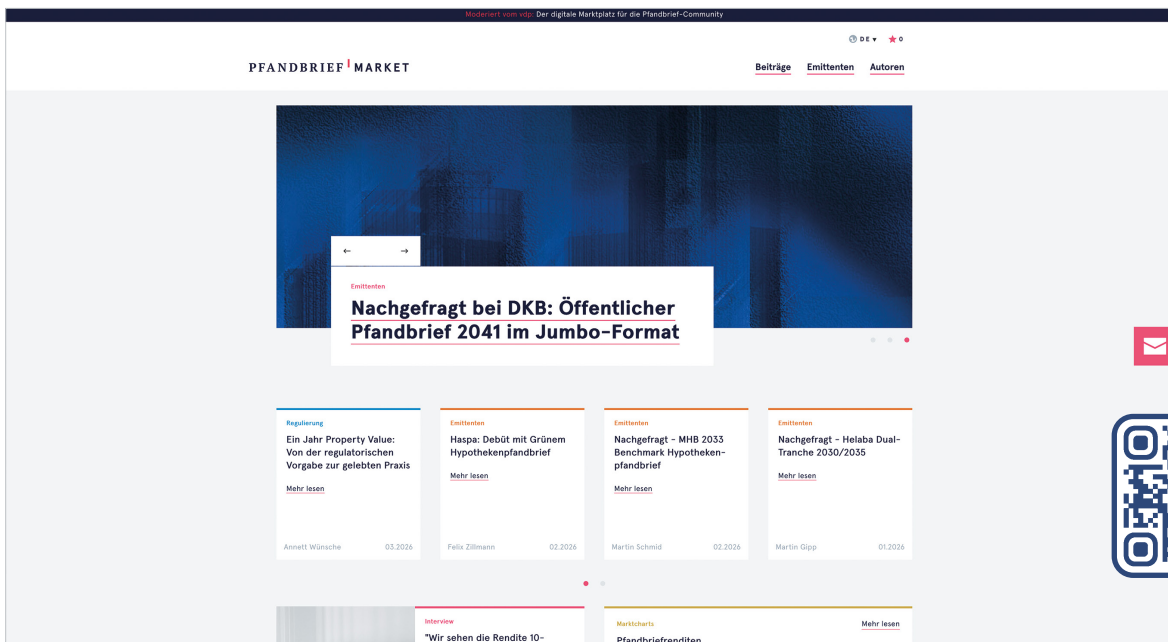 Moderiert vom vdp: Der digitale Marktplatz für die Pfandbrief-Community
DE ▼ ★ 0
PFANDBRIEF MARKET
Beiträge Emittenten Autoren
← →
Emittenten
Nachgefragt bei DKB: Öffentlicher
Pfandbrief 2041 im Jumbo-Format
Regulierung
Ein Jahr Property Value:
Von der regulatorischen
Vorgabe zur gelebten Praxis
Mehr lesen
Annett Wünsche 03.2026
Emittenten
Haspa: Debüt mit Grünem
Hypothekenpfandbrief
Mehr lesen
Felix Zillmann 02.2026
Emittenten
Nachgefragt - MHB 2033
Benchmark Hypotheken-
pfandbrief
Mehr lesen
Martin Schmid 02.2026
Emittenten
Nachgefragt - Helaba Dual-
Tranche 2030/2035
Mehr lesen
Martin Gipp 01.2026
Interview
"Wir sehen die Rendite 10-
Marktcharts
Mehr lesen
Pfandbriefrenditen